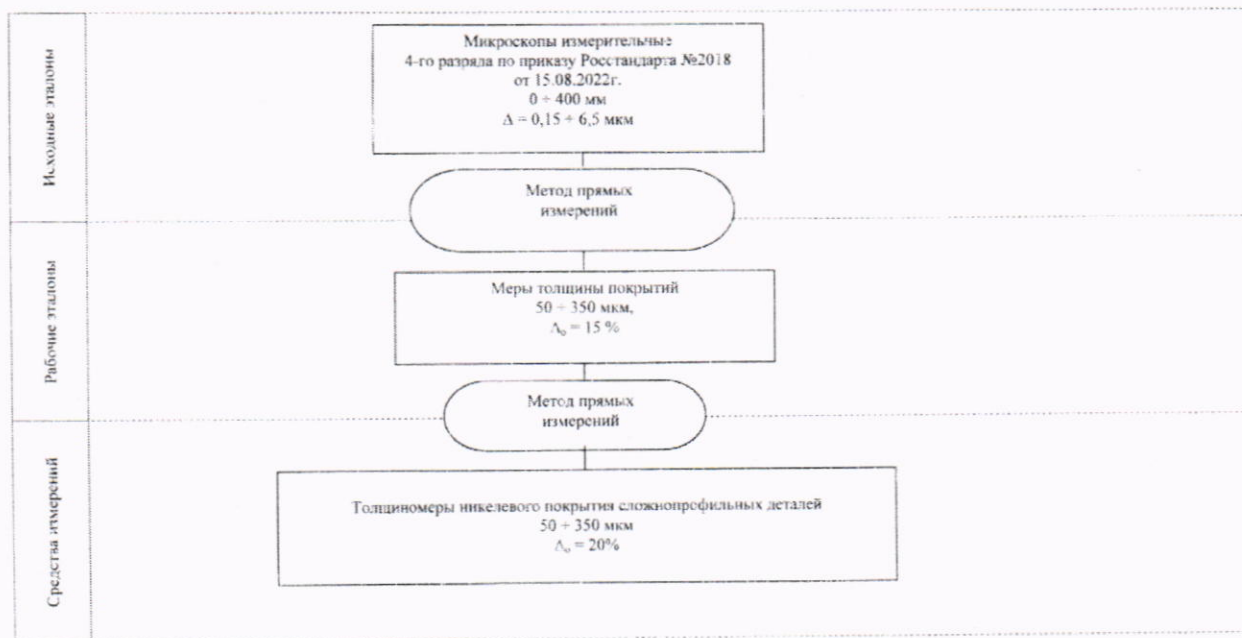 Исходные эталоны
Микроскопы измерительные
4-го разряда по приказу Росстандарта №2018
от 15.08.2022г.
0 ÷ 400 мм
Δ = 0,15 ÷ 6,5 мкм
Метод прямых
измерений
Рабочие эталоны
Меры толщины покрытий
50 ÷ 350 мкм,
Δₒ = 15 %
Метод прямых
измерений
Средства измерений
Толщиномеры никелевого покрытия сложнопрофильных деталей
50 ÷ 350 мкм
Δₒ = 20%